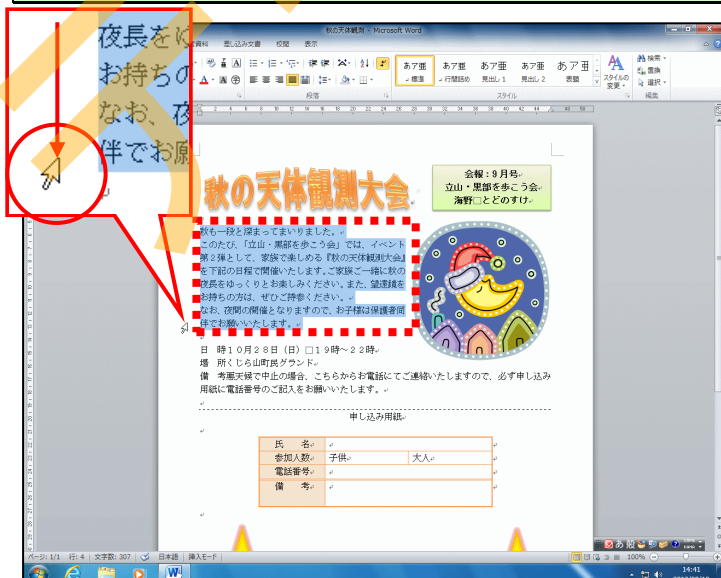 夜長をゆ
お持ちの
なお、夜
伴でお願
秋の天体観測 - Microsoft Word
差し込み文書 校閲 表示
あア亜 あア亜 あア亜 あア亜 あア亜
標準 行間詰め 見出し 1 見出し 2 表題
スタイルの変更
検索
置換
選択
段落 スタイル 編集
秋の天体観測大会
会報:9月号
立山・黒部を歩こう会
海野□とどのすけ
秋も一段と深まってまいりました。
このたび、「立山・黒部を歩こう会」では、イベント
第2弾として、家族で楽しめる『秋の天体観測大会』
を下記の日程で開催いたします。ご家族ご一緒に秋の
夜長をゆっくりとお楽しみください。また、望遠鏡を
お持ちの方は、ぜひご持参ください。
なお、夜間の開催となりますので、お子様は保護者同
伴でお願いいたします。
日 時10月28日(日)□19時~22時
場 所くじら山町民グランド
備 考悪天候で中止の場合、こちらからお電話にてご連絡いたしますので、必ず申し込み
用紙に電話番号のご記入をお願いいたします。
申し込み用紙
氏 名
参加人数 子供 大人
電話番号
備 考
ページ: 1/1 行: 4 文字数: 307 日本語 挿入モード
あ 般
100%
14:41